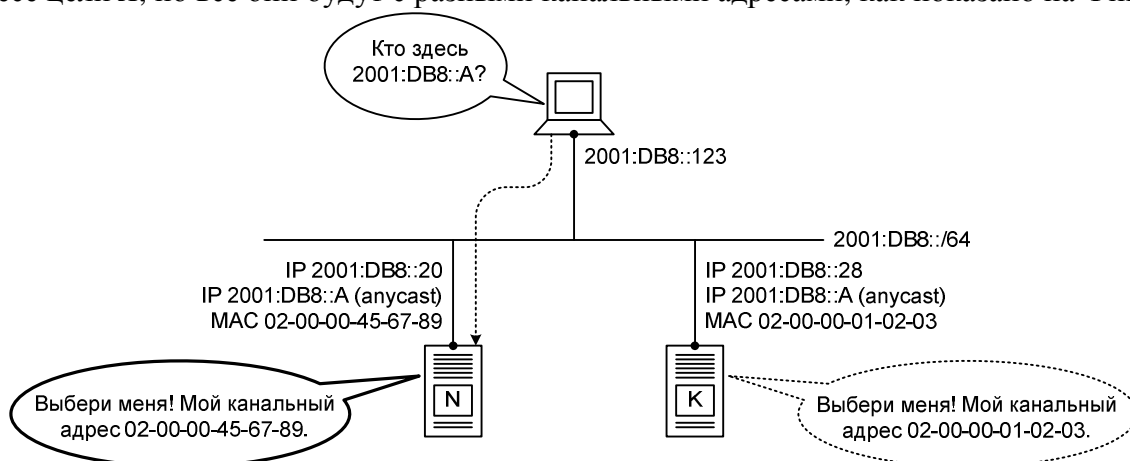 Кто здесь
2001:DB8::A?
2001:DB8::123
2001:DB8::/64
IP 2001:DB8::20
IP 2001:DB8::A (anycast)
MAC 02-00-00-45-67-89
IP 2001:DB8::28
IP 2001:DB8::A (anycast)
MAC 02-00-00-01-02-03
N
K
Выбери меня! Мой канальный
адрес 02-00-00-45-67-89.
Выбери меня! Мой канальный
адрес 02-00-00-01-02-03.